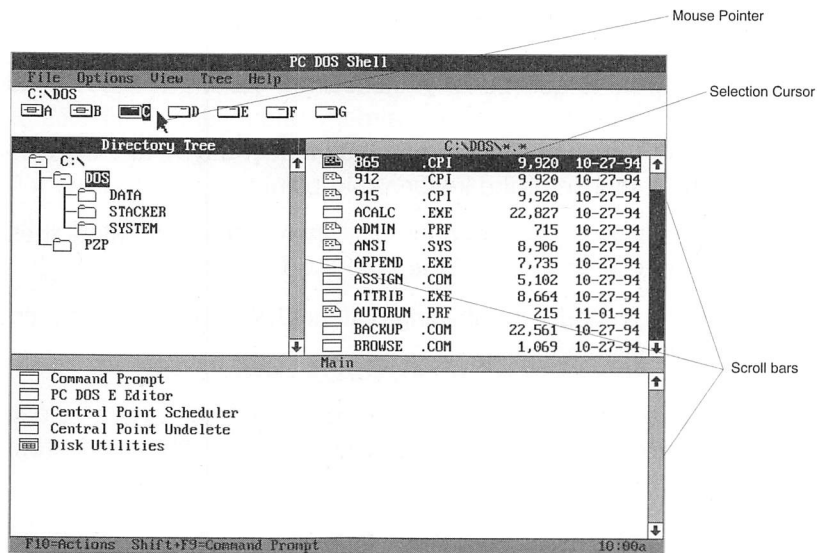 Mouse Pointer
PC DOS Shell
File Options View Tree Help
C:\DOS
A B C D E F G
Selection Cursor
Directory Tree
C:\DOS\*.*
C:\
DOS
DATA
STACKER
SYSTEM
PZP
865 .CPI 9,920 10-27-94
912 .CPI 9,920 10-27-94
915 .CPI 9,920 10-27-94
ACALC .EXE 22,827 10-27-94
ADMIN .PRF 715 10-27-94
ANSI .SYS 8,906 10-27-94
APPEND .EXE 7,735 10-27-94
ASSIGN .COM 5,102 10-27-94
ATTRIB .EXE 8,664 10-27-94
AUTORUN .PRF 215 11-01-94
BACKUP .COM 22,561 10-27-94
BROWSE .COM 1,069 10-27-94
Scroll bars
Main
Command Prompt
PC DOS E Editor
Central Point Scheduler
Central Point Undelete
Disk Utilities
F10=Actions Shift+F9=Command Prompt 10:00a